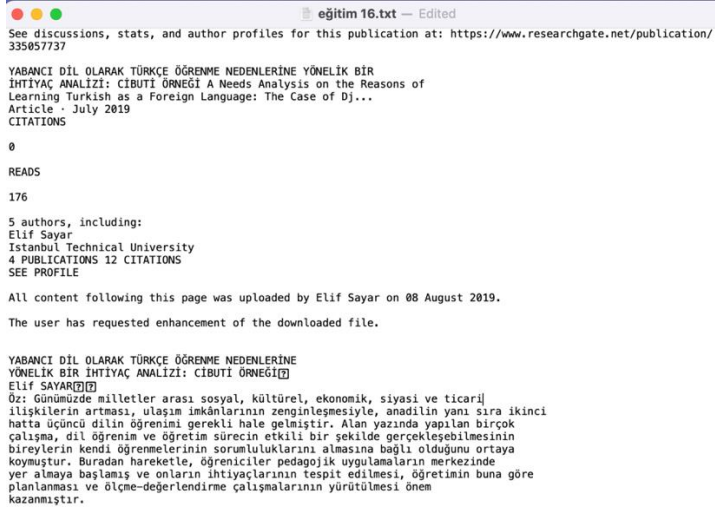 eğitim 16.txt — Edited
See discussions, stats, and author profiles for this publication at: https://www.researchgate.net/publication/
335057737
YABANCI DİL OLARAK TÜRKÇE ÖĞRENME NEDENLERİNE YÖNELİK BİR
İHTİYAÇ ANALİZİ: CİBUTİ ÖRNEĞİ A Needs Analysis on the Reasons of
Learning Turkish as a Foreign Language: The Case of Dj...
Article · July 2019
CITATIONS
0
READS
176
5 authors, including:
Elif Sayar
Istanbul Technical University
4 PUBLICATIONS 12 CITATIONS
SEE PROFILE
All content following this page was uploaded by Elif Sayar on 08 August 2019.
The user has requested enhancement of the downloaded file.
YABANCI DİL OLARAK TÜRKÇE ÖĞRENME NEDENLERİNE
YÖNELİK BİR İHTİYAÇ ANALİZİ: CİBUTİ ÖRNEĞİ⍰
Elif SAYAR⍰⍰
Öz: Günümüzde milletler arası sosyal, kültürel, ekonomik, siyasi ve ticari
ilişkilerin artması, ulaşım imkânlarının zenginleşmesiyle, anadilin yanı sıra ikinci
hatta üçüncü dilin öğrenimi gerekli hale gelmiştir. Alan yazında yapılan birçok
çalışma, dil öğrenim ve öğretim sürecin etkili bir şekilde gerçekleşebilmesinin
bireylerin kendi öğrenmelerinin sorumluluklarını almasına bağlı olduğunu ortaya
koymuştur. Buradan hareketle, öğreniciler pedagojik uygulamaların merkezinde
yer almaya başlamış ve onların ihtiyaçlarının tespit edilmesi, öğretimin buna göre
planlanması ve ölçme-değerlendirme çalışmalarının yürütülmesi önem
kazanmıştır.